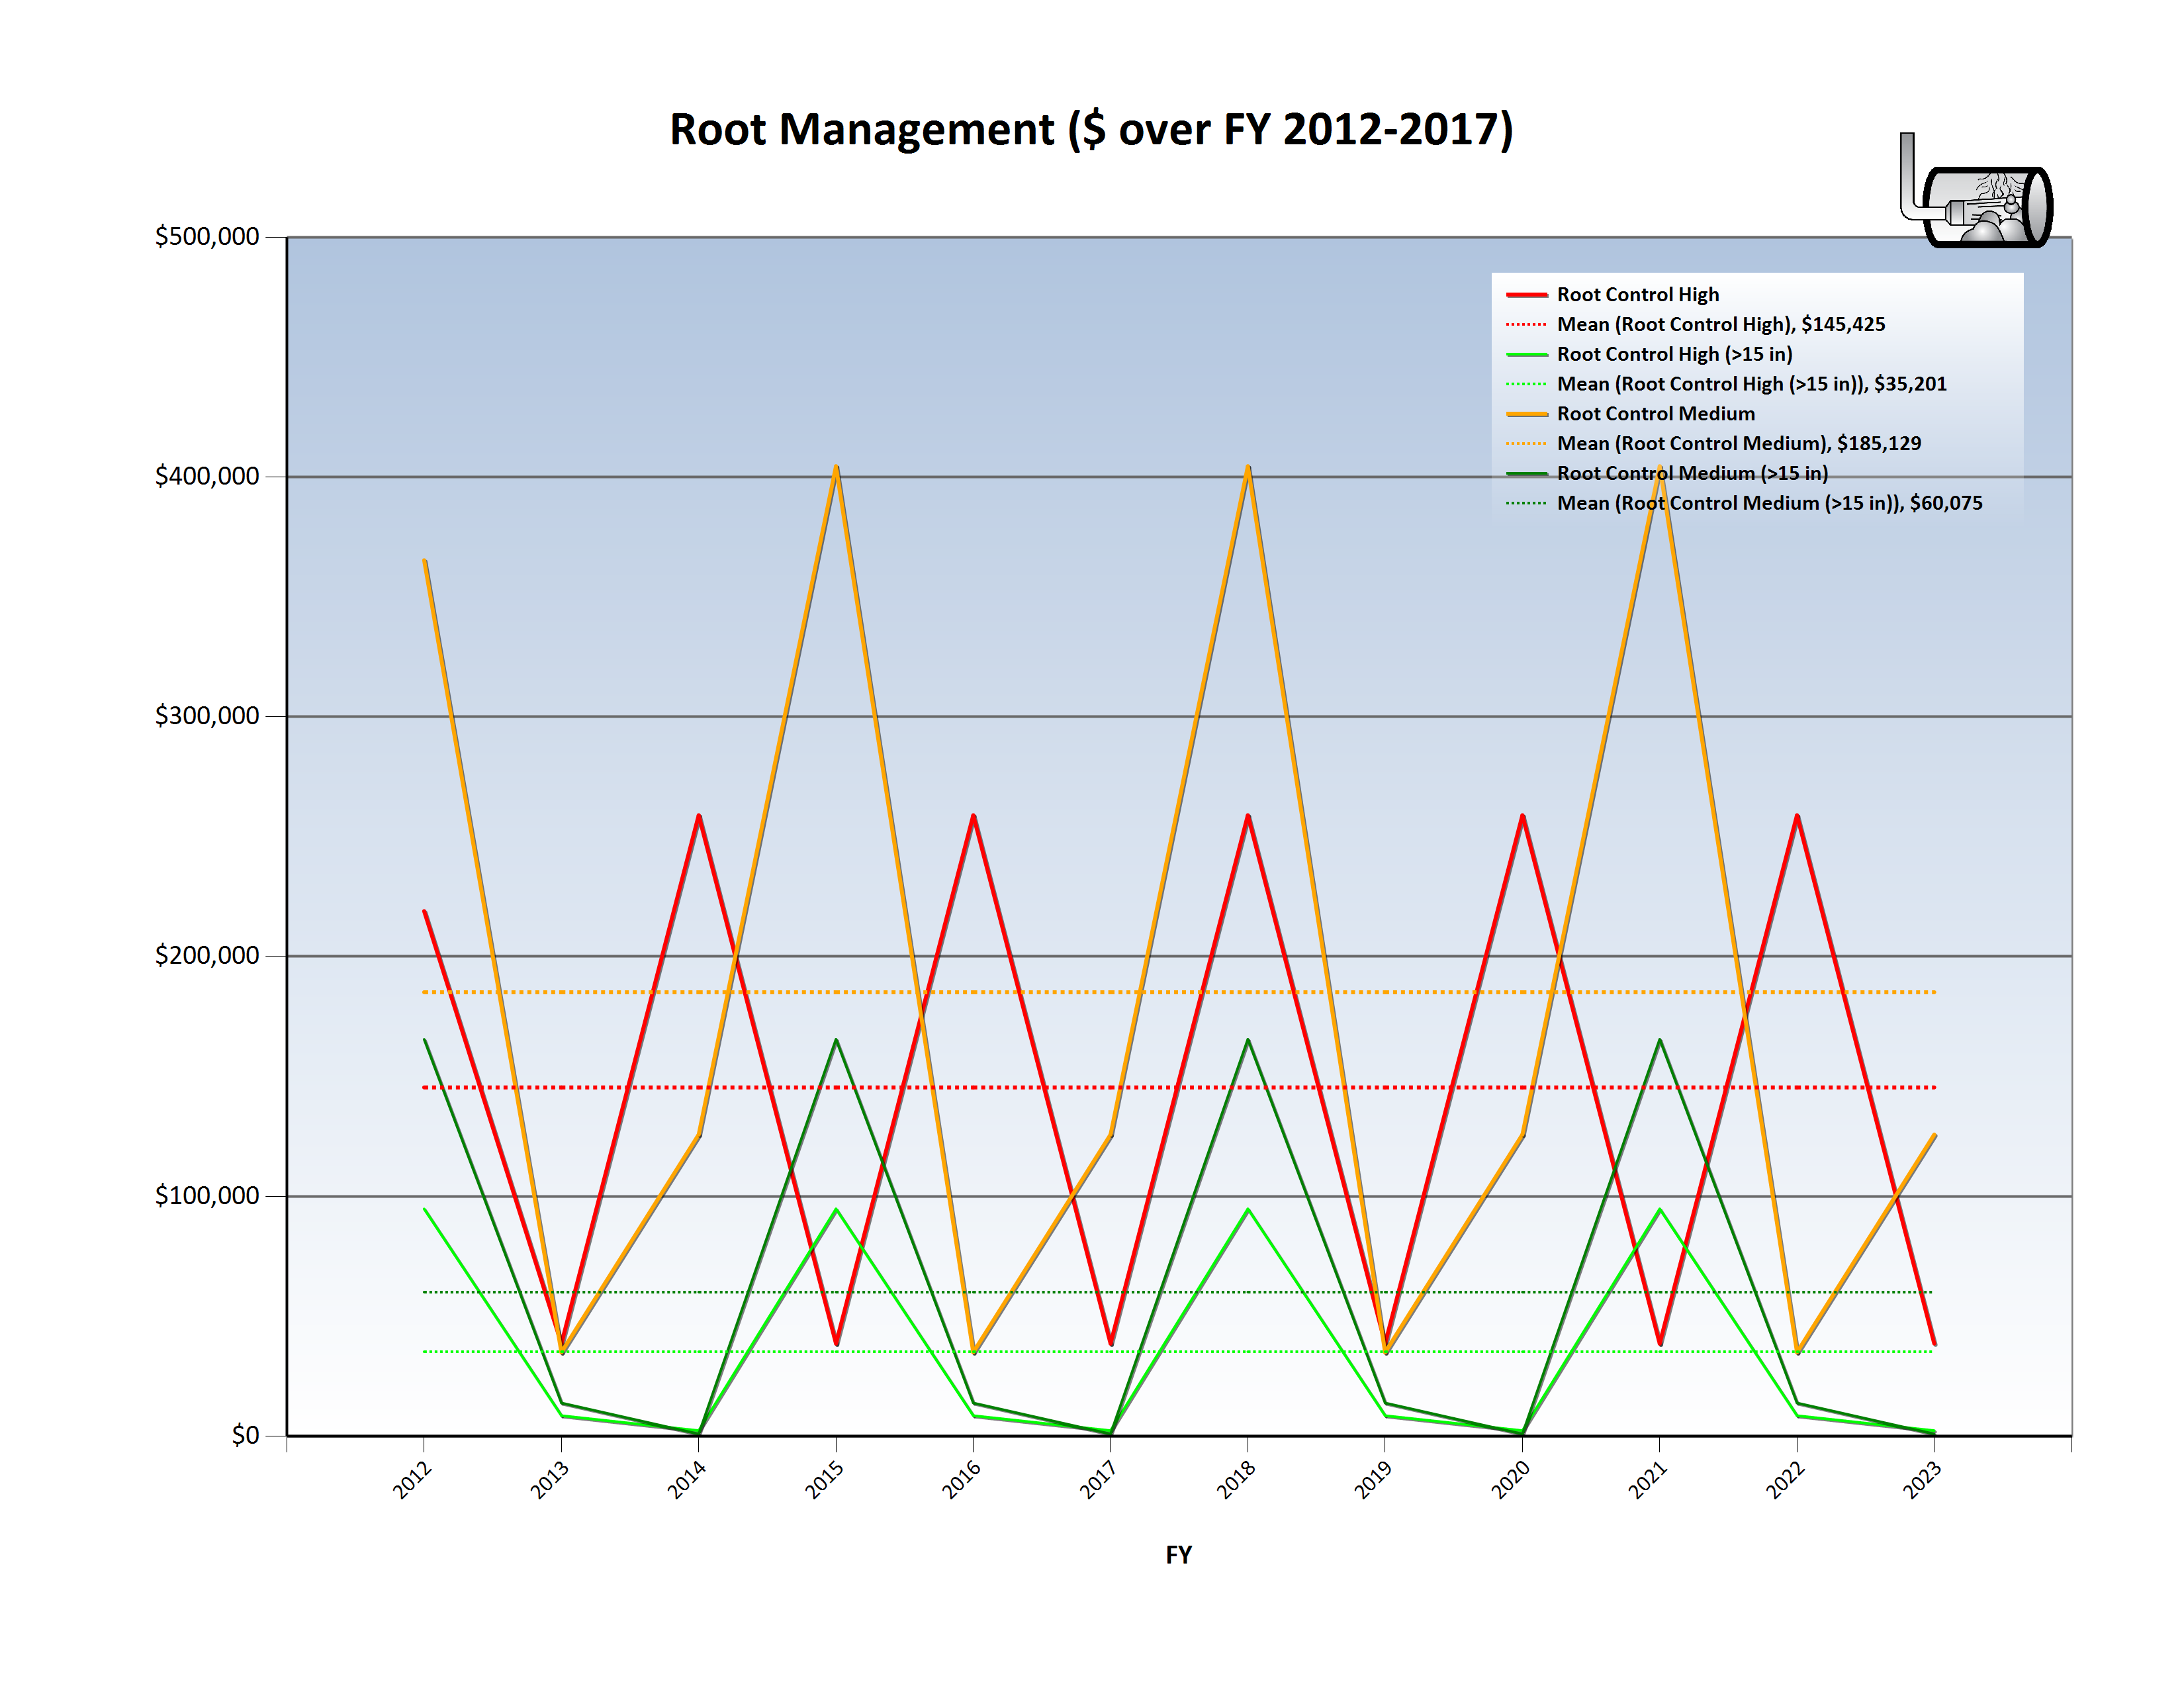 Root Management ($ over FY 2012-2017)
$500,000
$400,000
$300,000
$200,000
$100,000
$0
Root Control High
Mean (Root Control High), $145,425
Root Control High (>15 in)
Mean (Root Control High (>15 in)), $35,201
Root Control Medium
Mean (Root Control Medium), $185,129
Root Control Medium (>15 in)
Mean (Root Control Medium (>15 in)), $60,075
2012
2013
2014
2015
2016
2017
2018
2019
2020
2021
2022
2023
FY